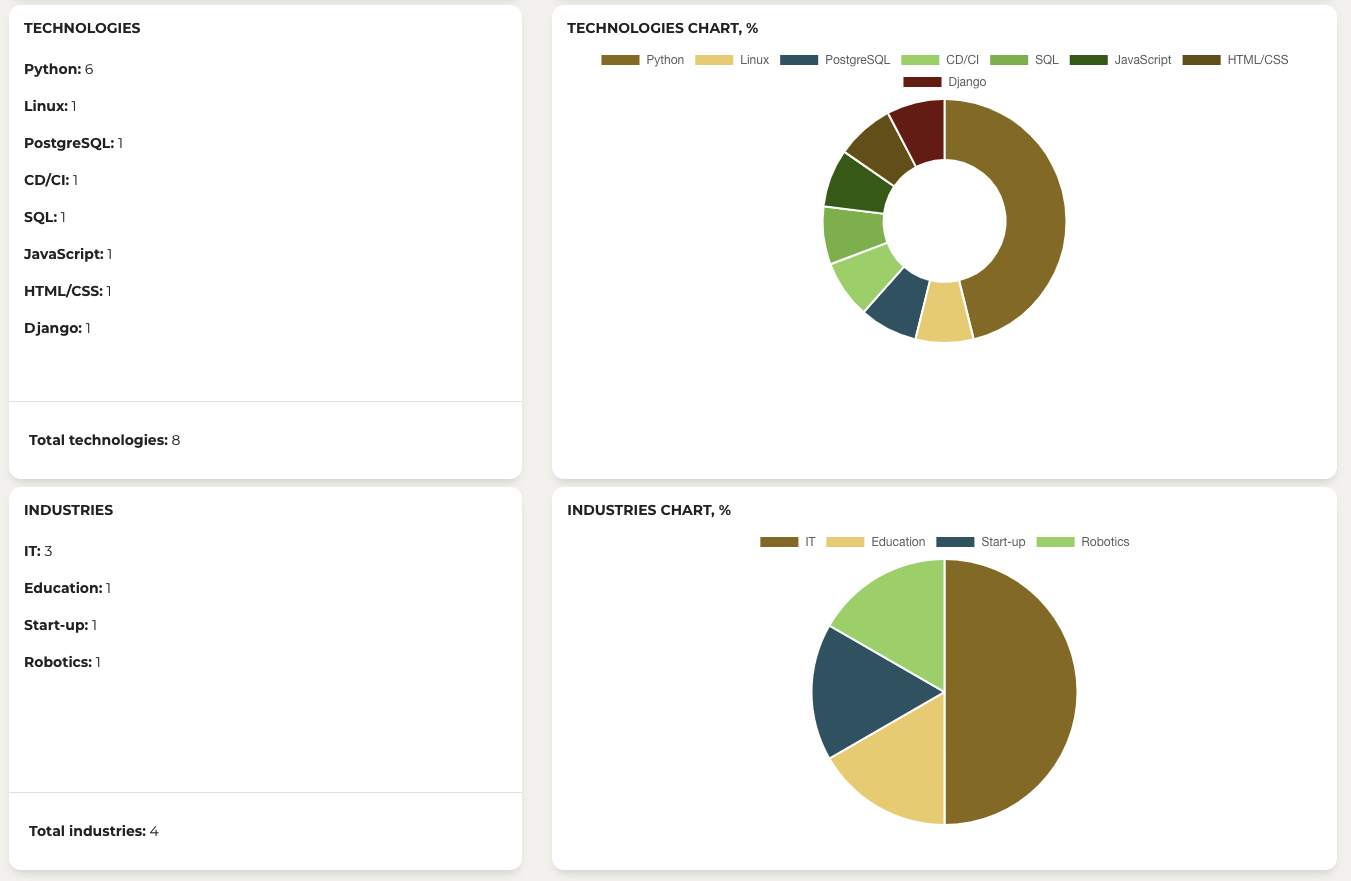 TECHNOLOGIES
Python: 6
Linux: 1
PostgreSQL: 1
CD/CI: 1
SQL: 1
JavaScript: 1
HTML/CSS: 1
Django: 1
Total technologies: 8
TECHNOLOGIES CHART, %
Python Linux PostgreSQL CD/CI SQL JavaScript HTML/CSS
Django
INDUSTRIES
IT: 3
Education: 1
Start-up: 1
Robotics: 1
Total industries: 4
INDUSTRIES CHART, %
IT Education Start-up Robotics